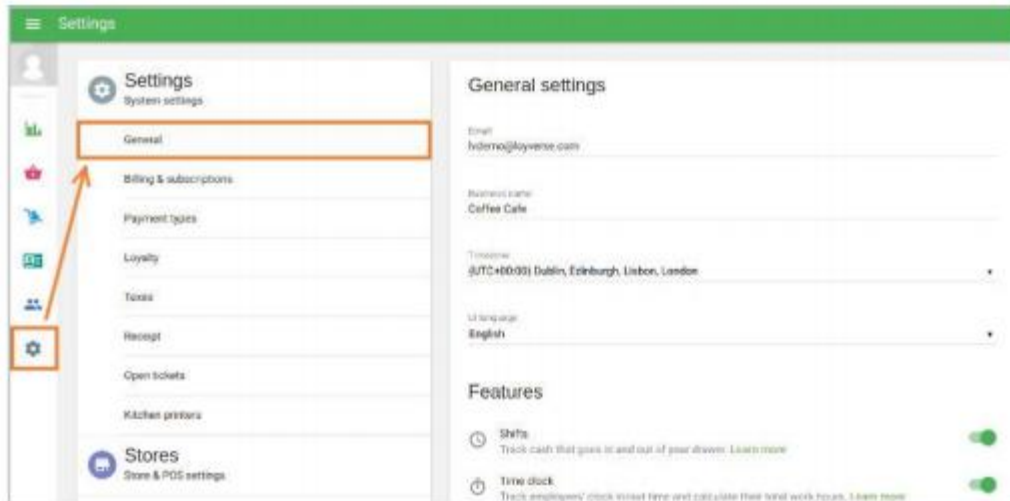 Settings
Settings
System settings
General
Billing & subscriptions
Payment types
Loyalty
Taxes
Receipt
Open tickets
Kitchen printers
Stores
Store & POS settings
General settings
Email
lvdemo@loyverse.com
Business name
Coffee Cafe
Timezone
(UTC+00:00) Dublin, Edinburgh, Lisbon, London
UI language
English
Features
Shifts
Track cash that goes in and out of your drawer. Learn more
Time clock
Track employees' clock in/out time and calculate their total work hours. Learn more